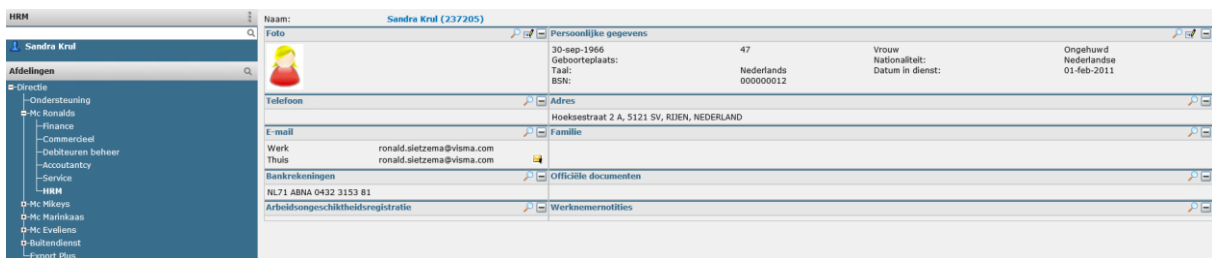 HRM
Sandra Krul
Afdelingen
Directie
Ondersteuning
Mc Ronalds
Finance
Commercieel
Debiteuren beheer
Accoutantcy
Service
HRM
Mc Mikeys
Mc Marinkaas
Mc Eveliens
Buitendienst
Export Plus
Naam: Sandra Krul (237205)
Foto
Telefoon
E-mail
Werk ronald.sietzema@visma.com
Thuis ronald.sietzema@visma.com
Bankrekeningen
NL71 ABNA 0432 3153 81
Arbeidsongeschiktheidsregistratie
Persoonlijke gegevens
30-sep-1966 47 Vrouw Ongehuwd
Geboorteplaats: Nationaliteit: Nederlandse
Taal: Nederlands Datum in dienst: 01-feb-2011
BSN: 000000012
Adres
Hoeksestraat 2 A, 5121 SV, RIJEN, NEDERLAND
Familie
Officiële documenten
Werknemernotities